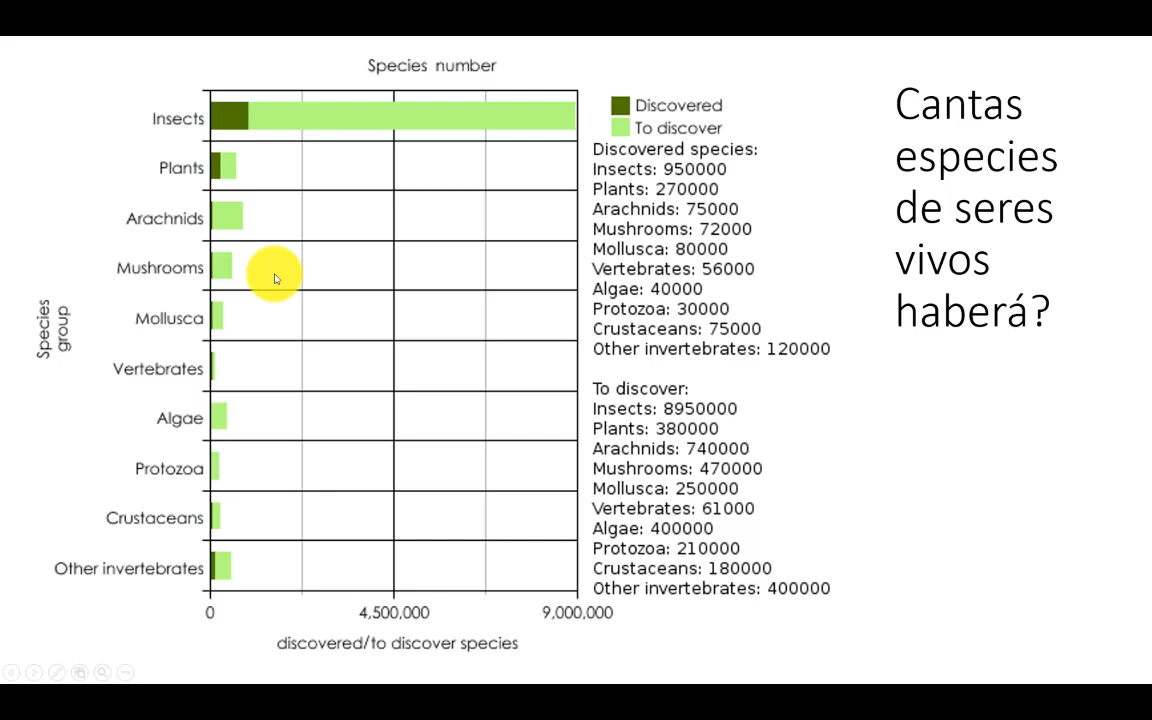 Species number
Insects
Plants
Arachnids
Mushrooms
Mollusca
Vertebrates
Algae
Protozoa
Crustaceans
Other invertebrates
Species
group
0
4,500,000
9,000,000
discovered/to discover species
Discovered
To discover
Discovered species:
Insects: 950000
Plants: 270000
Arachnids: 75000
Mushrooms: 72000
Mollusca: 80000
Vertebrates: 56000
Algae: 40000
Protozoa: 30000
Crustaceans: 75000
Other invertebrates: 120000
To discover:
Insects: 8950000
Plants: 380000
Arachnids: 740000
Mushrooms: 470000
Mollusca: 250000
Vertebrates: 61000
Algae: 400000
Protozoa: 210000
Crustaceans: 180000
Other invertebrates: 400000
Cantas
especies
de seres
vivos
haberá?